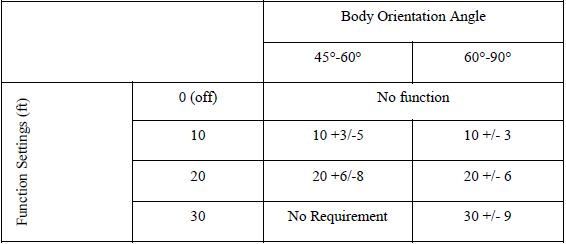 Body Orientation Angle
45°-60° 60°-90°
Function Settings (ft)
0 (off) No function
10 10 +3/-5 10 +/- 3
20 20 +6/-8 20 +/- 6
30 No Requirement 30 +/- 9